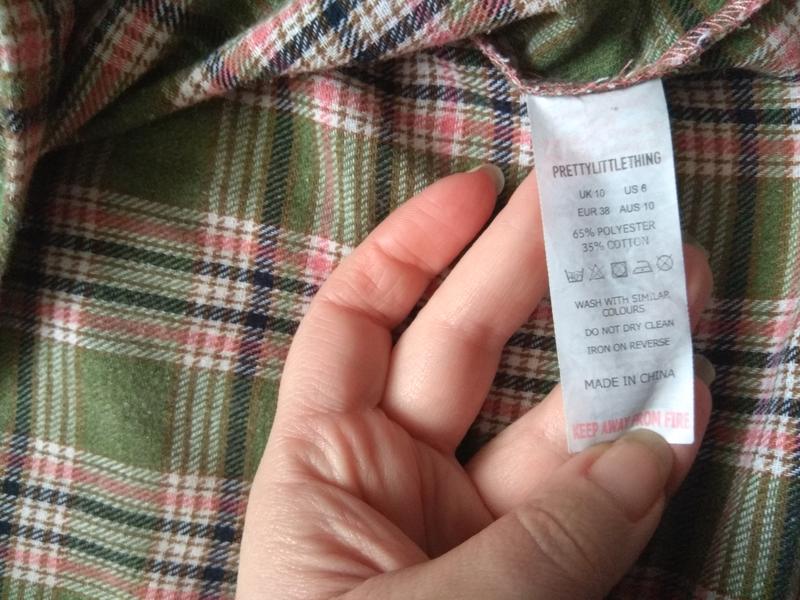 PRETTYLITTLETHING
UK 10 US 6
EUR 38 AUS 10
65% POLYESTER
35% COTTON
WASH WITH SIMILAR
COLOURS
DO NOT DRY CLEAN
IRON ON REVERSE
MADE IN CHINA
KEEP AWAY FROM FIRE